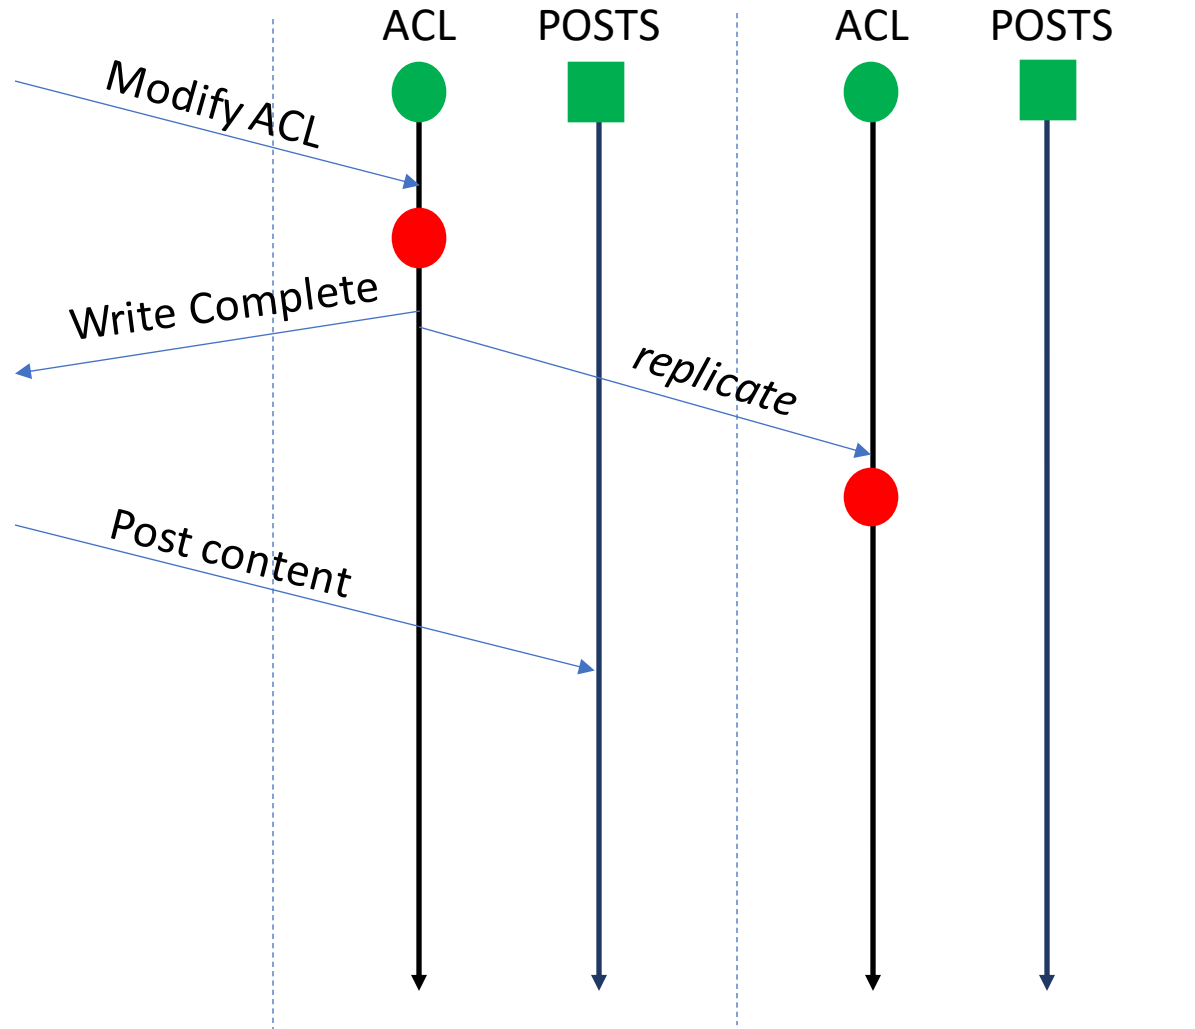 ACL
POSTS
ACL
POSTS
Modify ACL
Write Complete
replicate
Post content